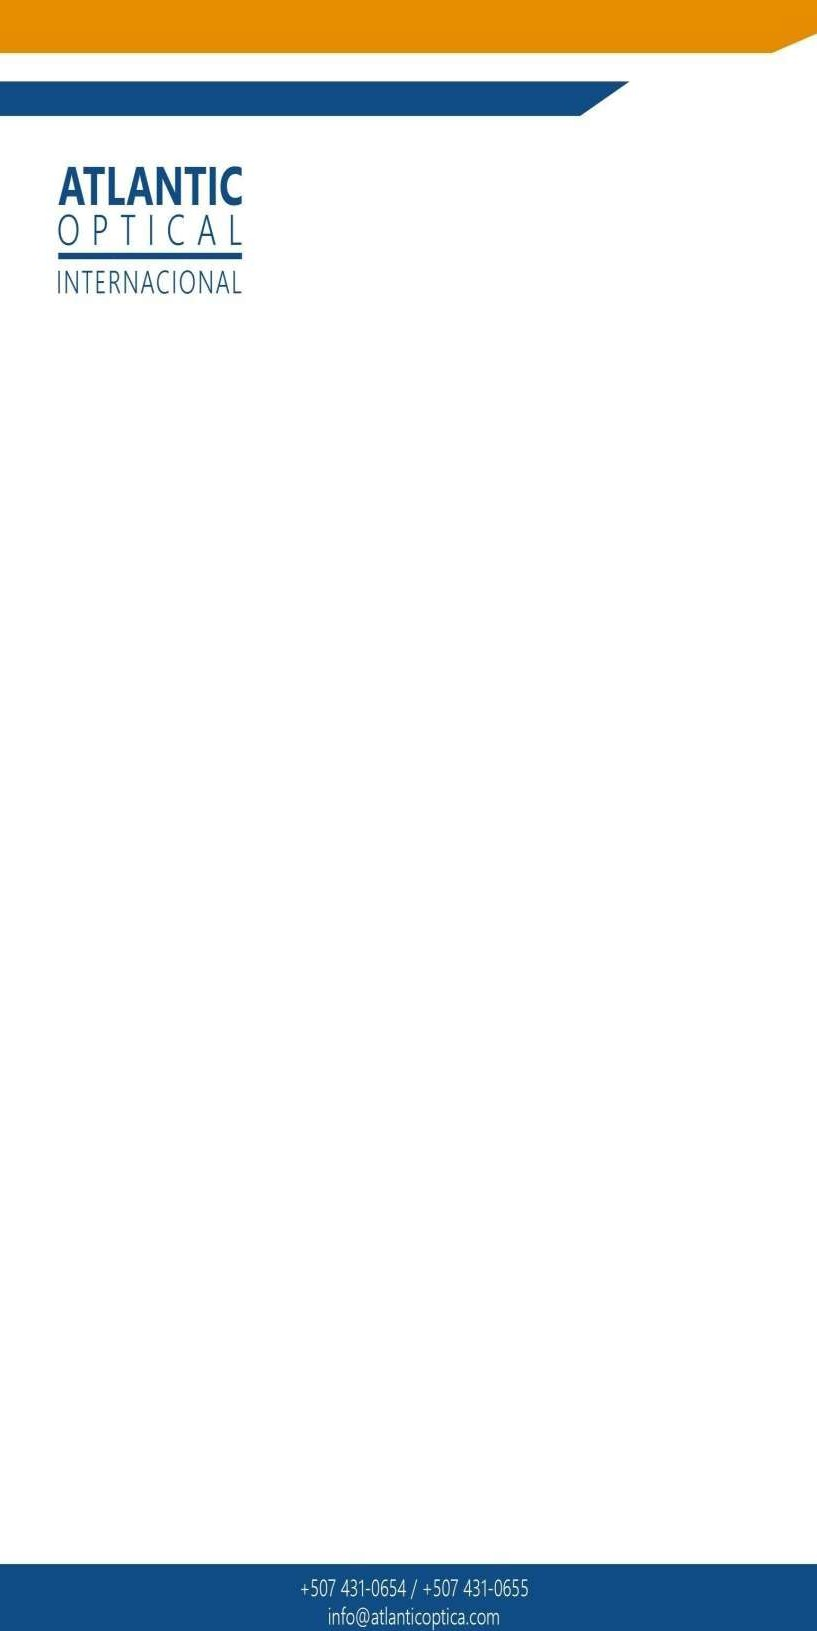 ATLANTIC
OPTICAL
INTERNACIONAL
+507 431-0654 / +507 431-0655
info@atlanticoptica.com